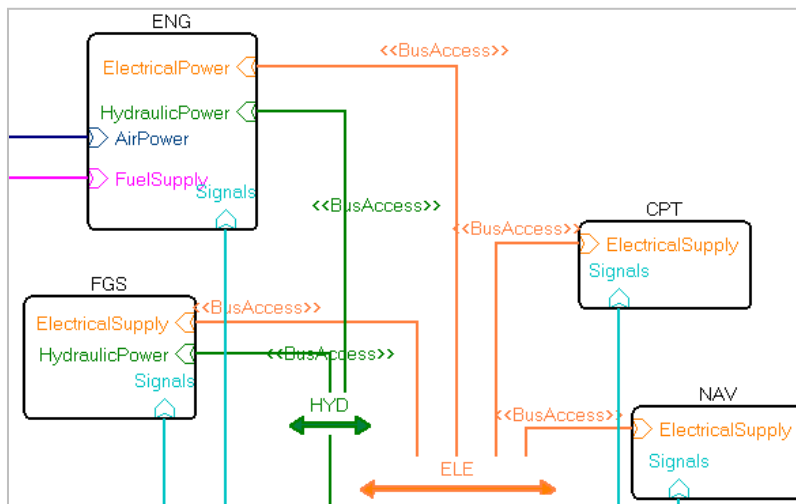 ENG
<<BusAccess>>
ElectricalPower
HydraulicPower
AirPower
FuelSupply
Signals
<<BusAccess>>
CPT
<<BusAccess>>
ElectricalSupply
Signals
FGS
<<BusAccess>>
ElectricalSupply
HydraulicPower
<<BusAccess>>
Signals
HYD
NAV
<<BusAccess>>
ElectricalSupply
Signals
ELE